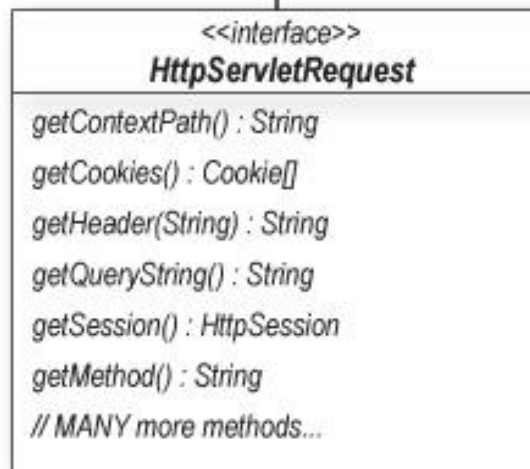 <<interface>>
HttpServletRequest
getContextPath() : String
getCookies() : Cookie[]
getHeader(String) : String
getQueryString() : String
getSession() : HttpSession
getMethod() : String
// MANY more methods...